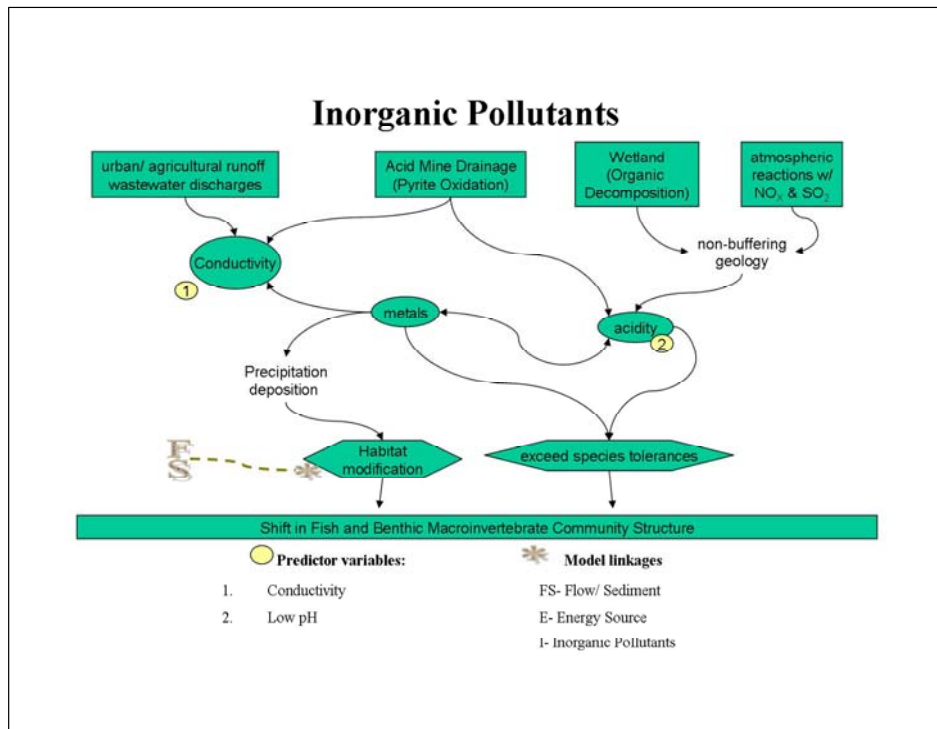 Inorganic Pollutants
urban/ agricultural runoff
wastewater discharges
Acid Mine Drainage
(Pyrite Oxidation)
Wetland
(Organic
Decomposition)
atmospheric
reactions w/
NOX & SO2
non-buffering
geology
Conductivity
1
metals
acidity
2
Precipitation
deposition
F
S
Habitat
modification
exceed species tolerances
Shift in Fish and Benthic Macroinvertebrate Community Structure
Predictor variables:
1. Conductivity
2. Low pH
Model linkages
FS- Flow/ Sediment
E- Energy Source
I- Inorganic Pollutants